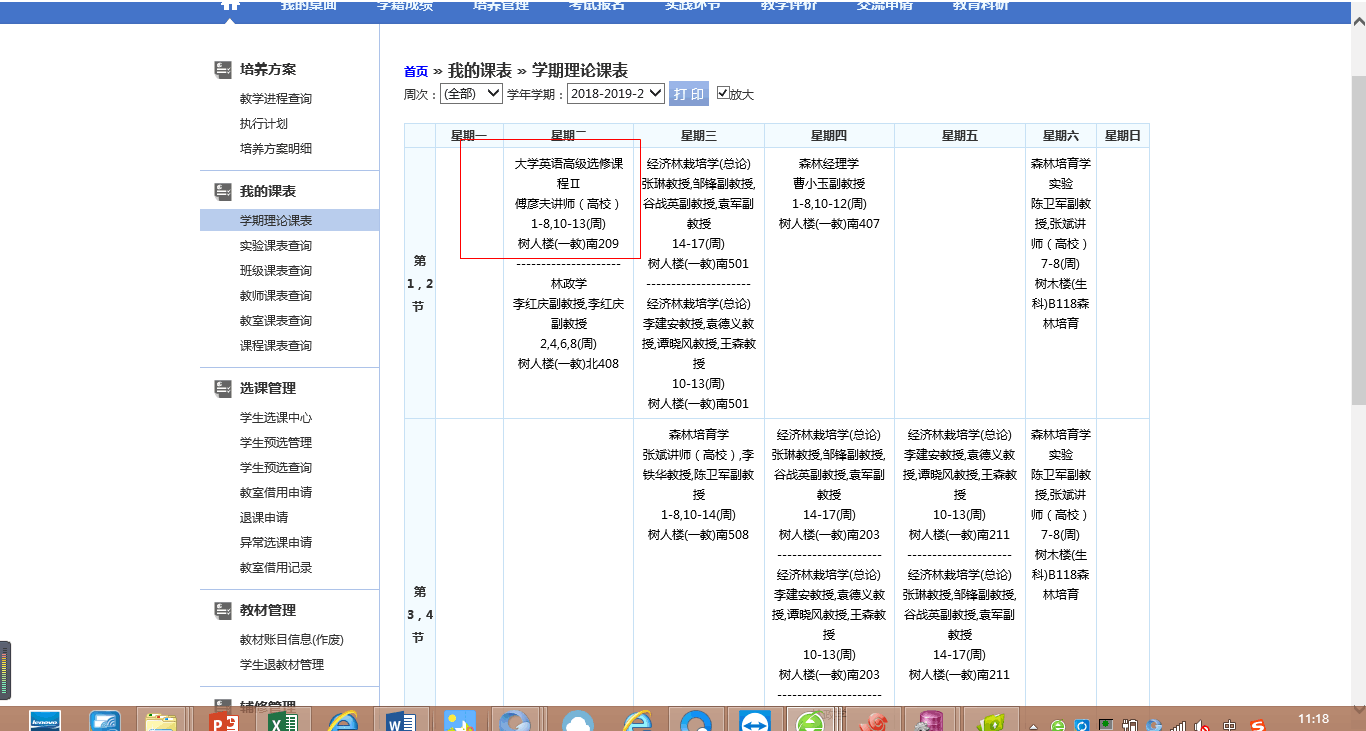 我的桌面 学籍成绩 培养管理 考试报名 实践环节 教学评价 交流申请 教育科研
培养方案
教学进程查询
执行计划
培养方案明细
我的课表
学期理论课表
实验课表查询
班级课表查询
教师课表查询
教室课表查询
课程课表查询
选课管理
学生选课中心
学生预选管理
学生预选查询
教室借用申请
退课申请
异常选课申请
教室借用记录
教材管理
教材账目信息(作废)
学生退教材管理
辅修管理
首页 » 我的课表 » 学期理论课表
周次：(全部) 学年学期：2018-2019-2 打 印 放大
星期一 星期二 星期三 星期四 星期五 星期六 星期日
第
1，2
节
大学英语高级选修课
程Ⅱ
傅彦夫讲师（高校）
1-8,10-13(周)
树人楼(一教)南209
---------------------
林政学
李红庆副教授,李红庆
副教授
2,4,6,8(周)
树人楼(一教)北408
经济林栽培学(总论)
张琳教授,邹锋副教授,
谷战英副教授,袁军副
教授
14-17(周)
树人楼(一教)南501
---------------------
经济林栽培学(总论)
李建安教授,袁德义教
授,谭晓风教授,王森教
授
10-13(周)
树人楼(一教)南501
森林经理学
曹小玉副教授
1-8,10-12(周)
树人楼(一教)南407
森林培育学
实验
陈卫军副教
授,张斌讲
师（高校）
7-8(周)
树木楼(生
科)B118森
林培育
第
3，4
节
森林培育学
张斌讲师（高校）,李
铁华教授,陈卫军副教
授
1-8,10-14(周)
树人楼(一教)南508
经济林栽培学(总论)
张琳教授,邹锋副教授,
谷战英副教授,袁军副
教授
14-17(周)
树人楼(一教)南203
---------------------
经济林栽培学(总论)
李建安教授,袁德义教
授,谭晓风教授,王森教
授
10-13(周)
树人楼(一教)南203
---------------------
经济林栽培学(总论)
李建安教授,袁德义教
授,谭晓风教授,王森教
授
10-13(周)
树人楼(一教)南211
---------------------
经济林栽培学(总论)
张琳教授,邹锋副教授,
谷战英副教授,袁军副
教授
14-17(周)
树人楼(一教)南211
森林培育学
实验
陈卫军副教
授,张斌讲
师（高校）
7-8(周)
树木楼(生
科)B118森
林培育
lenovo
中
11:18